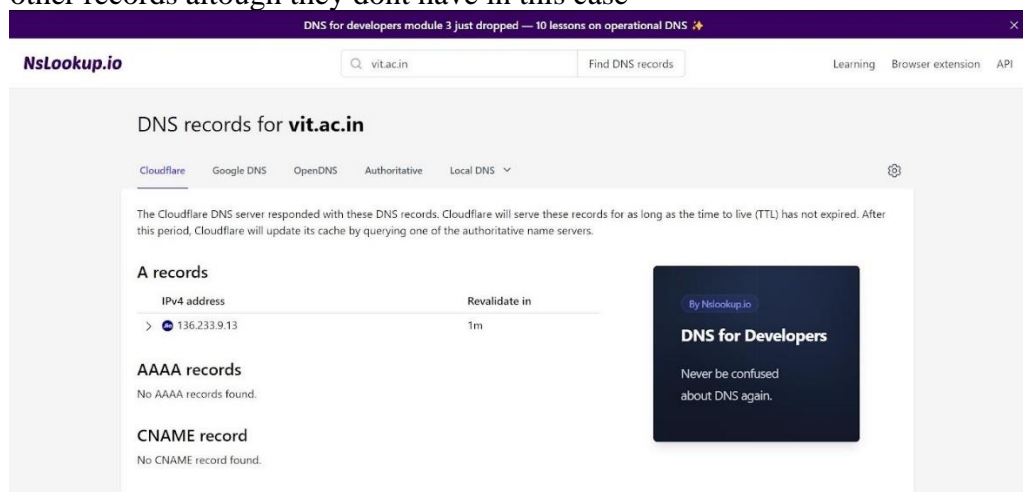 other records altough they dont have in this case
DNS for developers module 3 just dropped — 10 lessons on operational DNS ✨ ×
NsLookup.io
vit.ac.in
Find DNS records
Learning Browser extension API
DNS records for vit.ac.in
Cloudflare Google DNS OpenDNS Authoritative Local DNS
The Cloudflare DNS server responded with these DNS records. Cloudflare will serve these records for as long as the time to live (TTL) has not expired. After
this period, Cloudflare will update its cache by querying one of the authoritative name servers.
A records
IPv4 address Revalidate in
Jio 136.233.9.13 1m
AAAA records
No AAAA records found.
CNAME record
No CNAME record found.
By Nslookup.io
DNS for Developers
Never be confused
about DNS again.